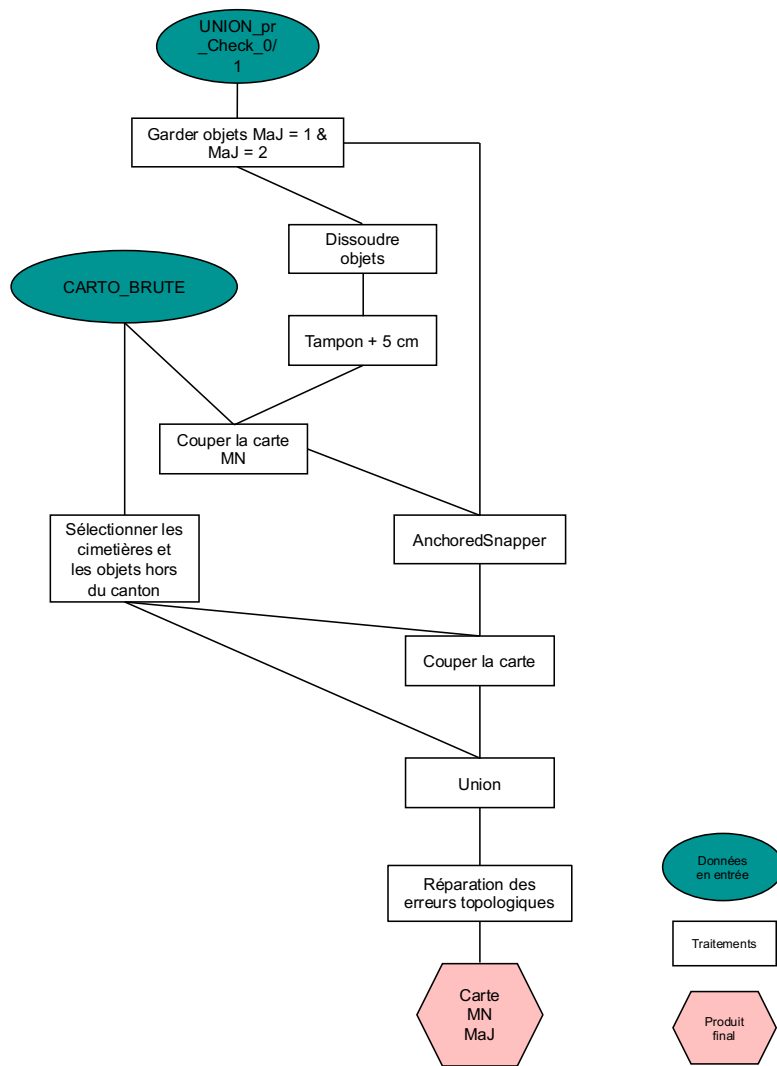 UNION_pr
_Check_0/
1
Garder objets MaJ = 1 &
MaJ = 2
Dissoudre
objets
CARTO_BRUTE
Tampon + 5 cm
Couper la carte
MN
Sélectionner les
cimetières et
les objets hors
du canton
AnchoredSnapper
Couper la carte
Union
Réparation des
erreurs topologiques
Carte
MN
MaJ
Données
en entrée
Traitements
Produit
final